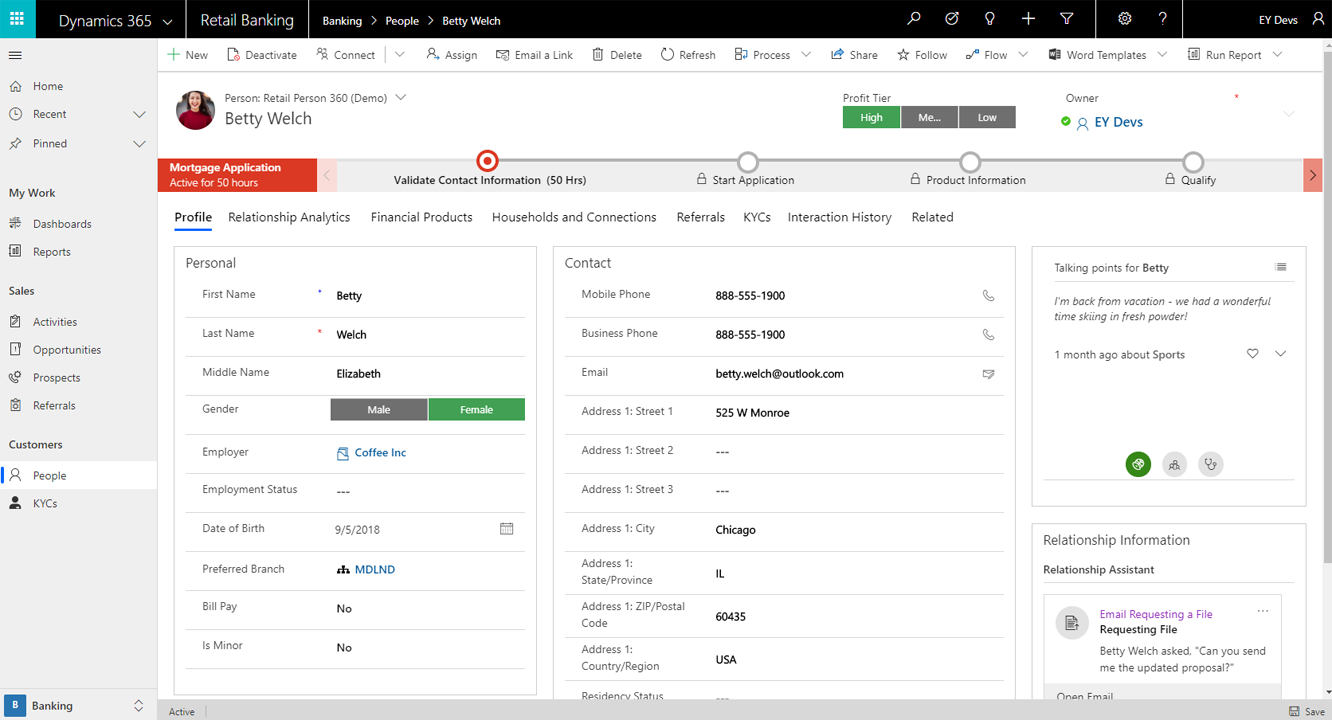 Dynamics 365
Retail Banking
Banking > People > Betty Welch
EY Devs
New
Deactivate
Connect
Assign
Email a Link
Delete
Refresh
Process
Share
Follow
Flow
Word Templates
Run Report
Home
Recent
Pinned
My Work
Dashboards
Reports
Sales
Activities
Opportunities
Prospects
Referrals
Customers
People
KYCs
B Banking
Person: Retail Person 360 (Demo)
Betty Welch
Profit Tier
High
Me...
Low
Owner *
EY Devs
Mortgage Application
Active for 50 hours
Validate Contact Information (50 Hrs)
Start Application
Product Information
Qualify
Profile
Relationship Analytics
Financial Products
Households and Connections
Referrals
KYCs
Interaction History
Related
Personal
First Name * Betty
Last Name * Welch
Middle Name Elizabeth
Gender Male Female
Employer Coffee Inc
Employment Status ---
Date of Birth 9/5/2018
Preferred Branch MDLND
Bill Pay No
Is Minor No
Contact
Mobile Phone 888-555-1900
Business Phone 888-555-1900
Email betty.welch@outlook.com
Address 1: Street 1 525 W Monroe
Address 1: Street 2 ---
Address 1: Street 3 ---
Address 1: City Chicago
Address 1:
State/Province IL
Address 1: ZIP/Postal
Code 60435
Address 1:
Country/Region USA
Residency Status ---
Talking points for Betty
I'm back from vacation - we had a wonderful
time skiing in fresh powder!
1 month ago about Sports
Relationship Information
Relationship Assistant
Email Requesting a File ...
Requesting File
Betty Welch asked, "Can you send
me the updated proposal?"
Open Email
Active
Save